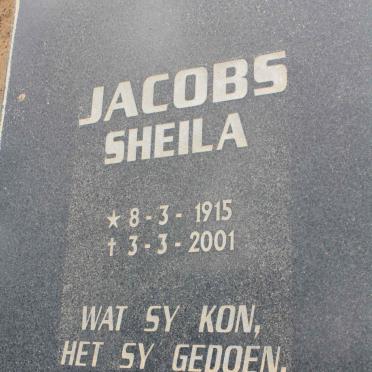 JACOBS
SHEILA
★ 8-3-1915
† 3-3-2001
WAT SY KON,
HET SY GEDOEN.